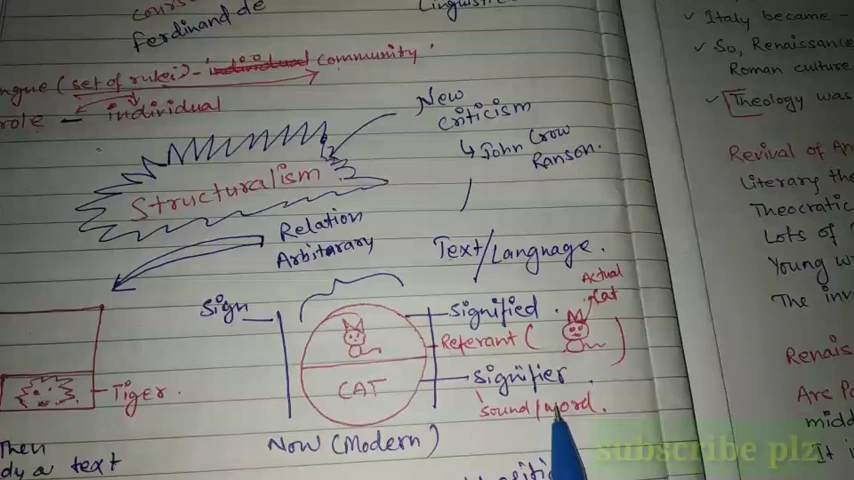 Linguistic
Ferdinand de
ngue (set of rules) - individual community
role - individual
New
criticism
↳ John Crow
Ranson.
Structuralism
Relation
Arbitarary
Text/Language.
Actual
cat
Sign
signified
Referant ( )
CAT
signifier
sound/word.
Tiger
Now (Modern)
Then
dy a text
✓ Italy became -
✓ So, Renaissance
Roman culture
✓ Theology was
Revival of An
Literary the
Theocratic
Lots of
Young w
The inv
Renais
Ars Po
midd
It i
subscribe plz